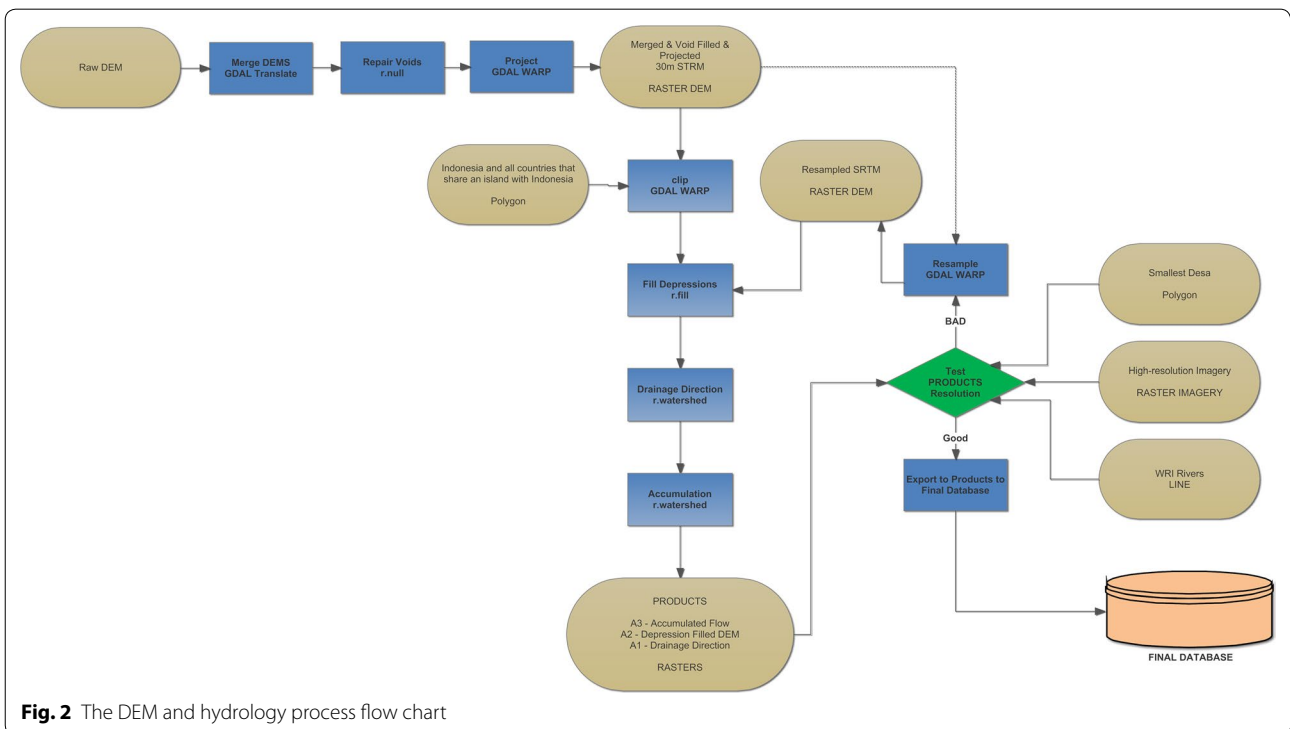 Raw DEM
Merge DEMS
GDAL Translate
Repair Voids
r.null
Project
GDAL WARP
Merged & Void Filled &
Projected
30m STRM
RASTER DEM
Indonesia and all countries that
share an island with Indonesia
Polygon
clip
GDAL WARP
Resampled SRTM
RASTER DEM
Resample
GDAL WARP
Smallest Desa
Polygon
Fill Depressions
r.fill
BAD
Test
PRODUCTS
Resolution
High-resolution Imagery
RASTER IMAGERY
Drainage Direction
r.watershed
Good
WRI Rivers
LINE
Export to Products to
Final Database
Accumulation
r.watershed
PRODUCTS
A3 - Accumulated Flow
A2 - Depression Filled DEM
A1 - Drainage Direction
RASTERS
FINAL DATABASE
Fig. 2 The DEM and hydrology process flow chart